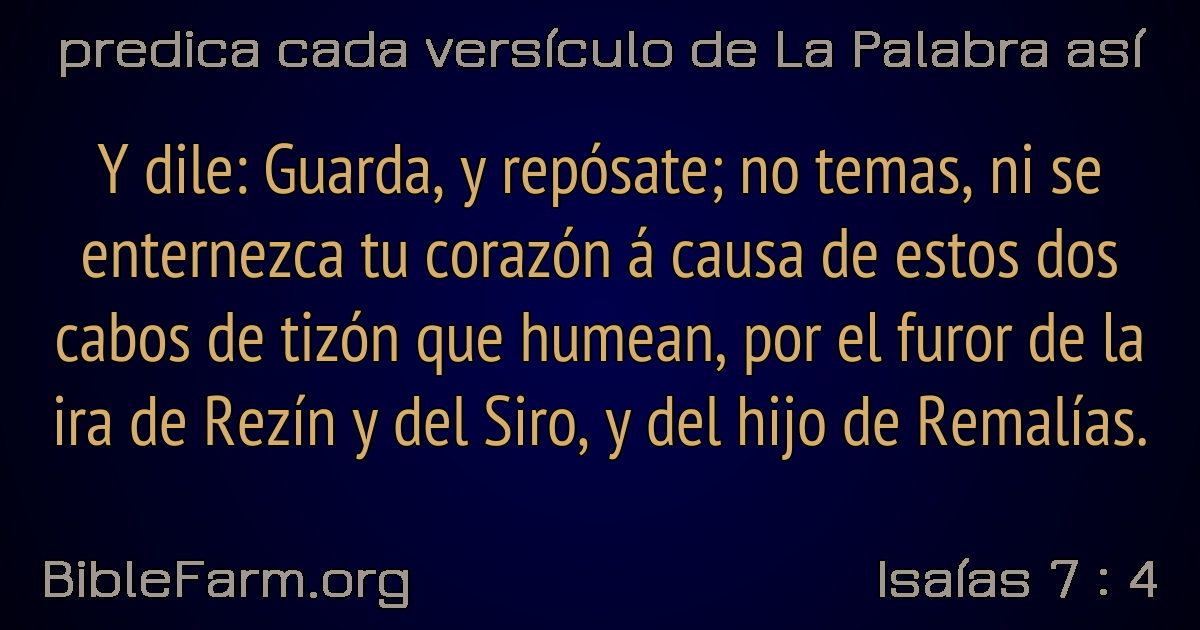 predica cada versículo de La Palabra así
Y dile: Guarda, y repósate; no temas, ni se
enternezca tu corazón á causa de estos dos
cabos de tizón que humean, por el furor de la
ira de Rezín y del Siro, y del hijo de Remalías.
BibleFarm.org
Isaías 7 : 4